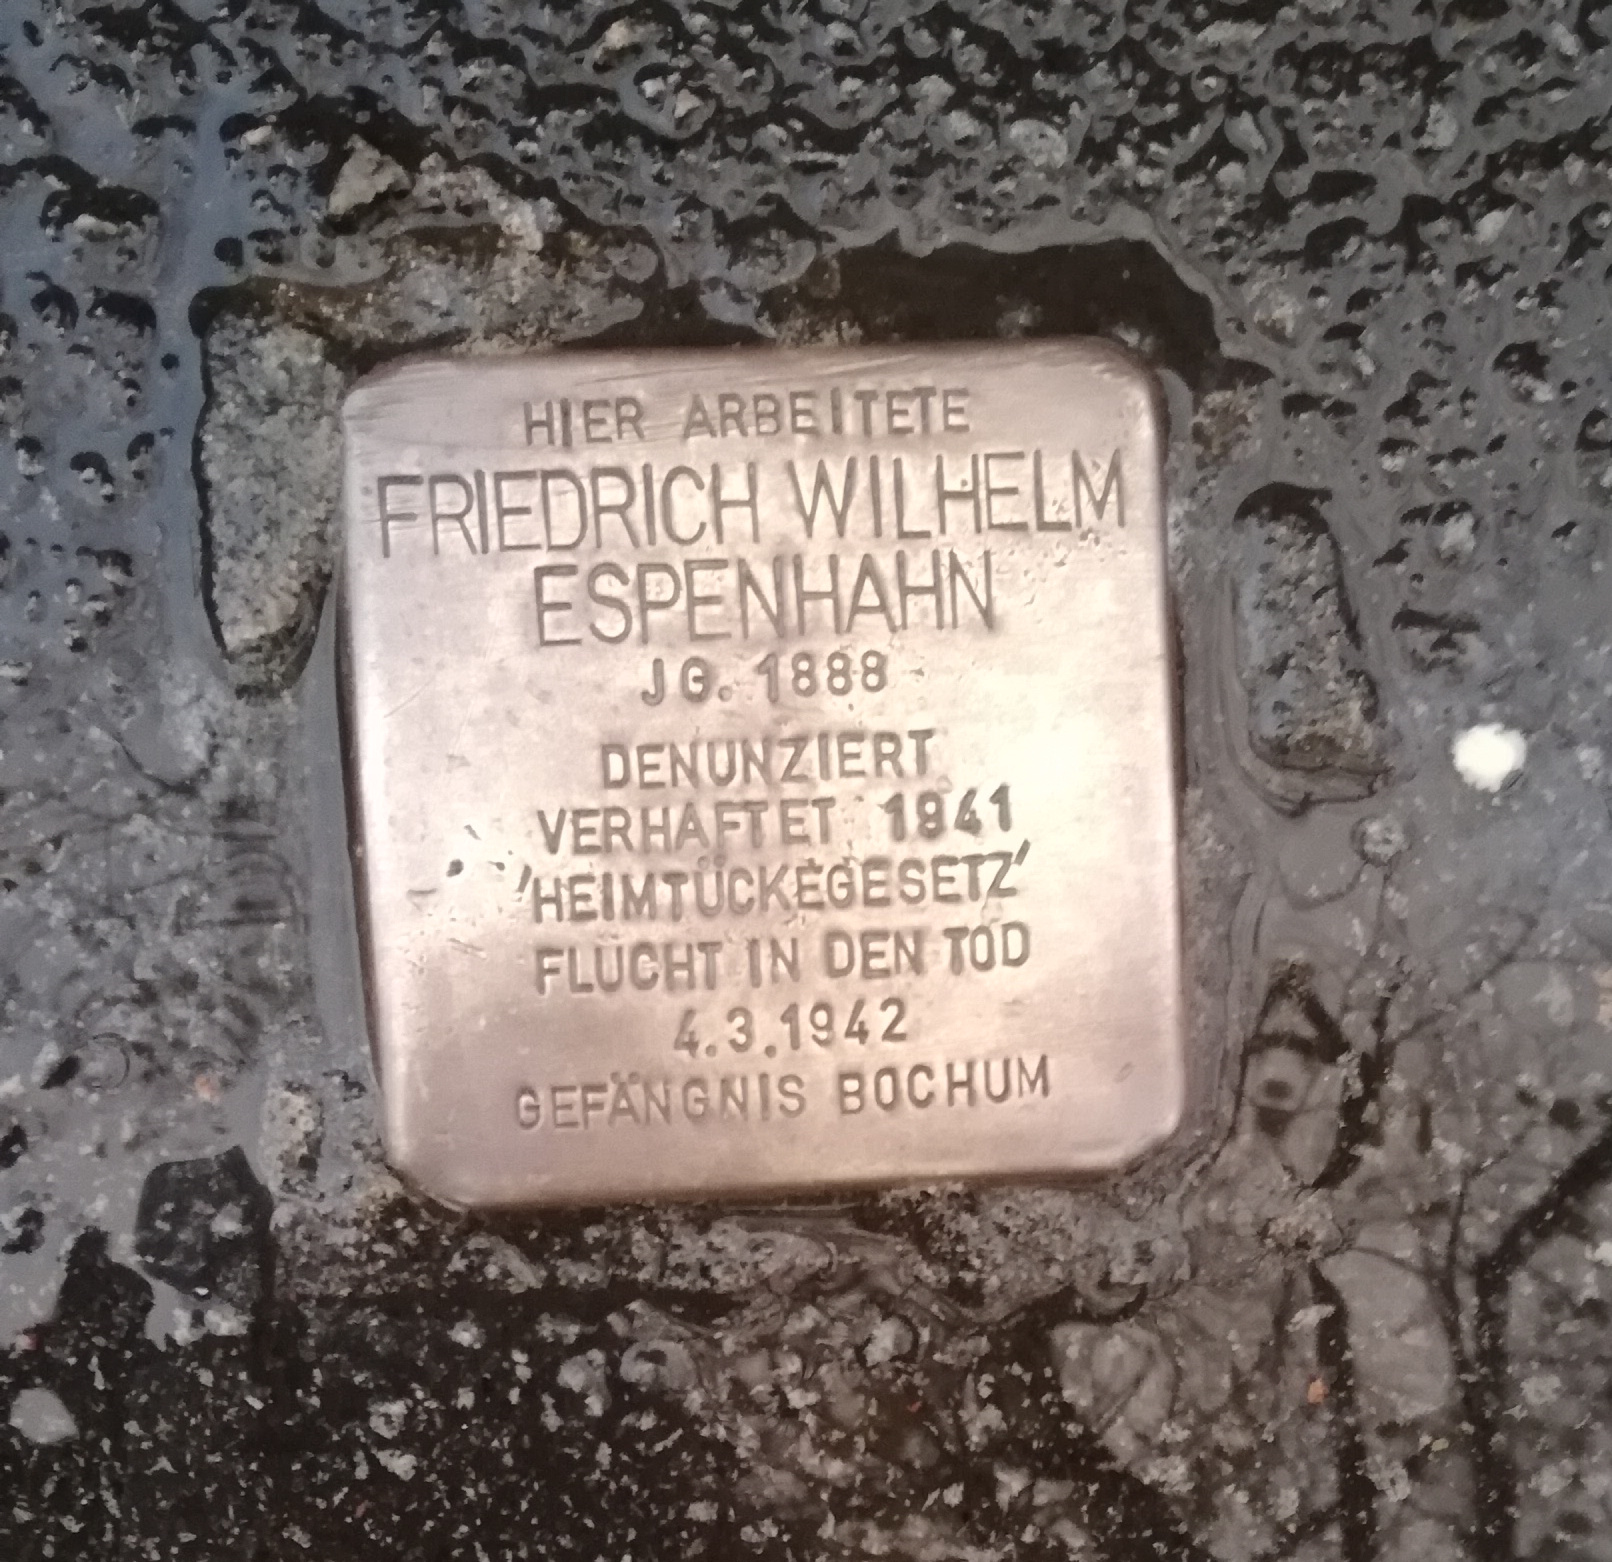 HIER ARBEITETE
FRIEDRICH WILHELM
ESPENHAHN
JG. 1888
DENUNZIERT
VERHAFTET 1941
'HEIMTÜCKEGESETZ'
FLUCHT IN DEN TOD
4.3.1942
GEFÄNGNIS BOCHUM